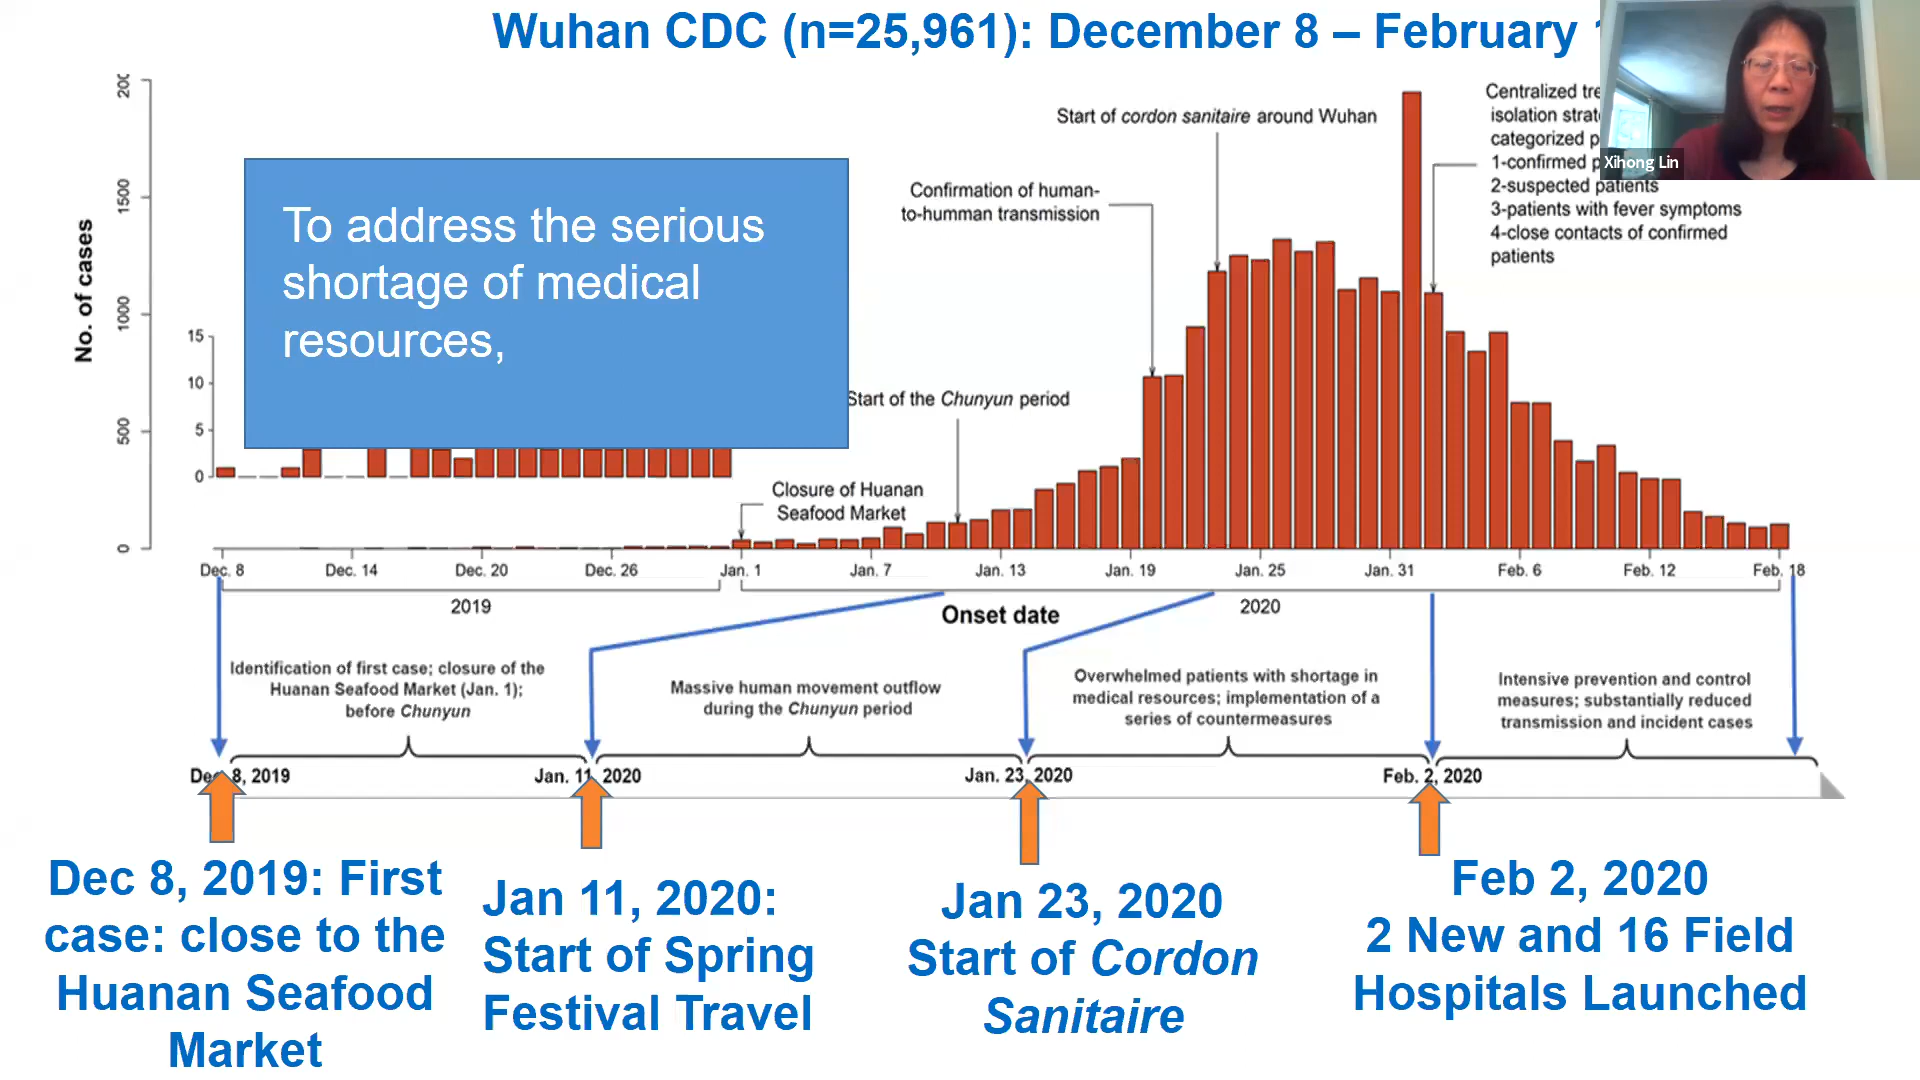 Wuhan CDC (n=25,961): December 8 – February
Xihong Lin
No. of cases
200
1500
1000
500
0
15
10
5
0
To address the serious
shortage of medical
resources,
Start of cordon sanitaire around Wuhan
Confirmation of human-
to-humman transmission
Start of the Chunyun period
Closure of Huanan
Seafood Market
Centralized
isolation
categorized
1-confirmed
2-suspected patients
3-patients with fever symptoms
4-close contacts of confirmed
patients
Dec. 8
Dec. 14
Dec. 20
Dec. 26
Jan. 1
Jan. 7
Jan. 13
Jan. 19
Jan. 25
Jan. 31
Feb. 6
Feb. 12
Feb. 18
2019
Onset date
2020
Identification of first case; closure of the
Huanan Seafood Market (Jan. 1);
before Chunyun
Massive human movement outflow
during the Chunyun period
Overwhelmed patients with shortage in
medical resources; implementation of a
series of countermeasures
Intensive prevention and control
measures; substantially reduced
transmission and incident cases
Dec. 8, 2019
Jan. 11, 2020
Jan. 23, 2020
Feb. 2, 2020
Dec 8, 2019: First
case: close to the
Huanan Seafood
Market
Jan 11, 2020:
Start of Spring
Festival Travel
Jan 23, 2020
Start of Cordon
Sanitaire
Feb 2, 2020
2 New and 16 Field
Hospitals Launched